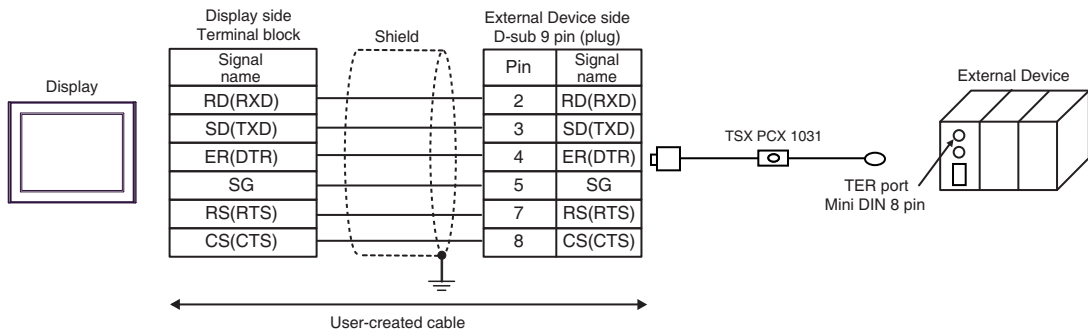 Display
Display side
Terminal block
Signal
name
RD(RXD)
SD(TXD)
ER(DTR)
SG
RS(RTS)
CS(CTS)
Shield
External Device side
D-sub 9 pin (plug)
Pin
Signal
name
2 RD(RXD)
3 SD(TXD)
4 ER(DTR)
5 SG
7 RS(RTS)
8 CS(CTS)
TSX PCX 1031
External Device
TER port
Mini DIN 8 pin
User-created cable